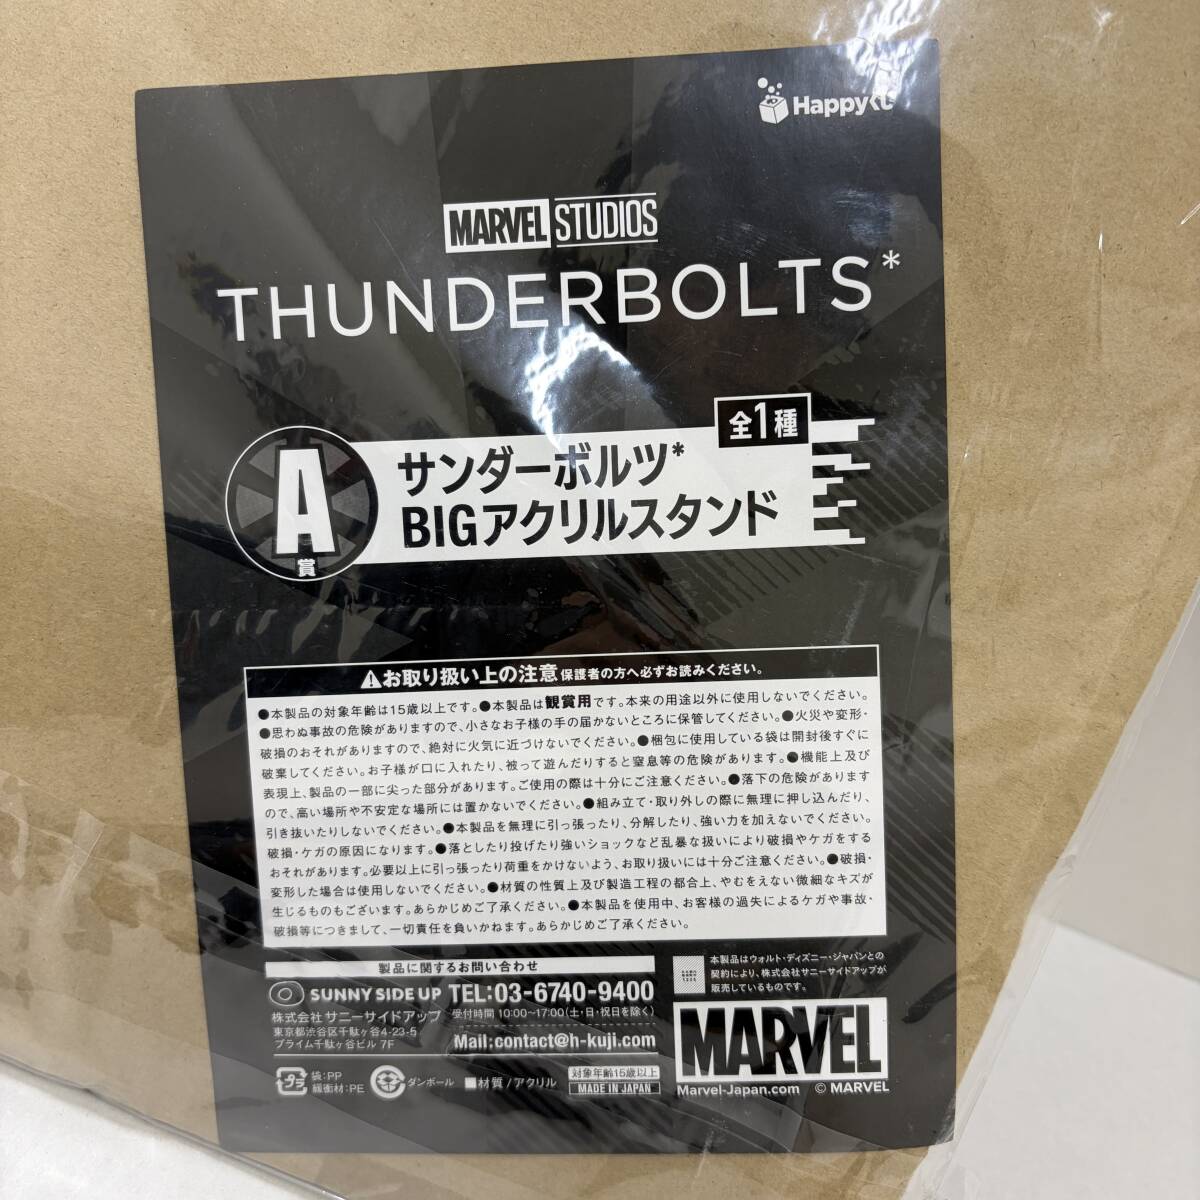 Happyくじ
MARVEL STUDIOS
THUNDERBOLTS*
全1種
A賞
サンダーボルツ*
BIGアクリルスタンド
⚠お取り扱い上の注意 保護者の方へ必ずお読みください。
●本製品の対象年齢は15歳以上です。●本製品は観賞用です。本来の用途以外に使用しないでください。
●思わぬ事故の危険がありますので、小さなお子様の手の届かないところに保管してください。●火災や変形・
破損のおそれがありますので、絶対に火気に近づけないでください。●梱包に使用している袋は開封後すぐに
破棄してください。お子様が口に入れたり、被って遊んだりすると窒息等の危険があります。●機能上及び
表現上、製品の一部に尖った部分があります。ご使用の際は十分にご注意ください。●落下の危険があります
ので、高い場所や不安定な場所には置かないでください。●組み立て・取り外しの際に無理に押し込んだり、
引き抜いたりしないでください。●本製品を無理に引っ張ったり、分解したり、強い力を加えないでください。
破損・ケガの原因になります。●落としたり投げたり強いショックなど乱暴な扱いにより破損やケガをする
おそれがあります。必要以上に引っ張ったり荷重をかけないよう、お取り扱いには十分ご注意ください。●破損・
変形した場合は使用しないでください。●材質の性質上及び製造工程の都合上、やむをえない微細なキズが
生じるものもございます。あらかじめご了承ください。●本製品を使用中、お客様の過失によるケガや事故・
破損等につきまして、一切責任を負いかねます。あらかじめご了承ください。
製品に関するお問い合わせ
SUNNY SIDE UP TEL:03-6740-9400
株式会社 サニーサイドアップ 受付時間 10:00~17:00(土・日・祝日を除く)
東京都渋谷区千駄ヶ谷4-23-5
プライム千駄ヶ谷ビル 7F
Mail:contact@h-kuji.com
プラ 袋:PP
緩衝材:PE
ダンボール
■材質/アクリル
対象年齢15歳以上
MADE IN JAPAN
本製品はウォルト・ディズニー・ジャパンとの
契約により、株式会社サニーサイドアップが
販売しているものです。
MARVEL
Marvel-Japan.com © MARVEL